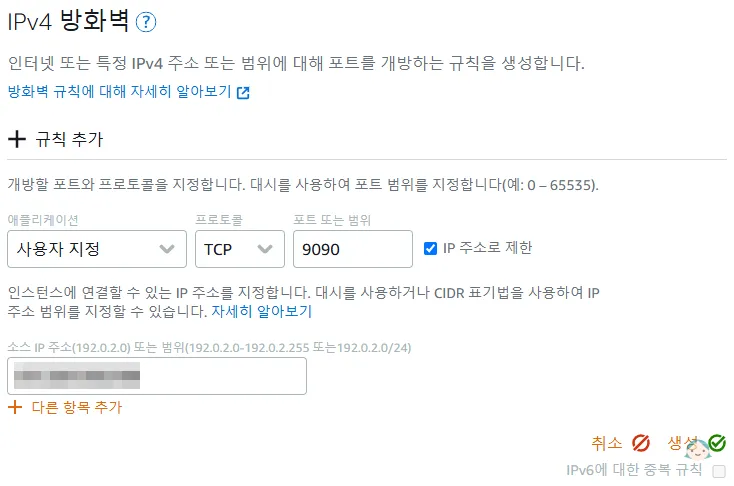 IPv4 방화벽 ?
인터넷 또는 특정 IPv4 주소 또는 범위에 대해 포트를 개방하는 규칙을 생성합니다.
방화벽 규칙에 대해 자세히 알아보기
규칙 추가
개방할 포트와 프로토콜을 지정합니다. 대시를 사용하여 포트 범위를 지정합니다(예: 0 – 65535).
애플리케이션 프로토콜 포트 또는 범위
사용자 지정 TCP 9090 IP 주소로 제한
인스턴스에 연결할 수 있는 IP 주소를 지정합니다. 대시를 사용하거나 CIDR 표기법을 사용하여 IP
주소 범위를 지정할 수 있습니다. 자세히 알아보기
소스 IP 주소(192.0.2.0) 또는 범위(192.0.2.0-192.0.2.255 또는192.0.2.0/24)
다른 항목 추가
취소 생성
IPv6에 대한 중복 규칙